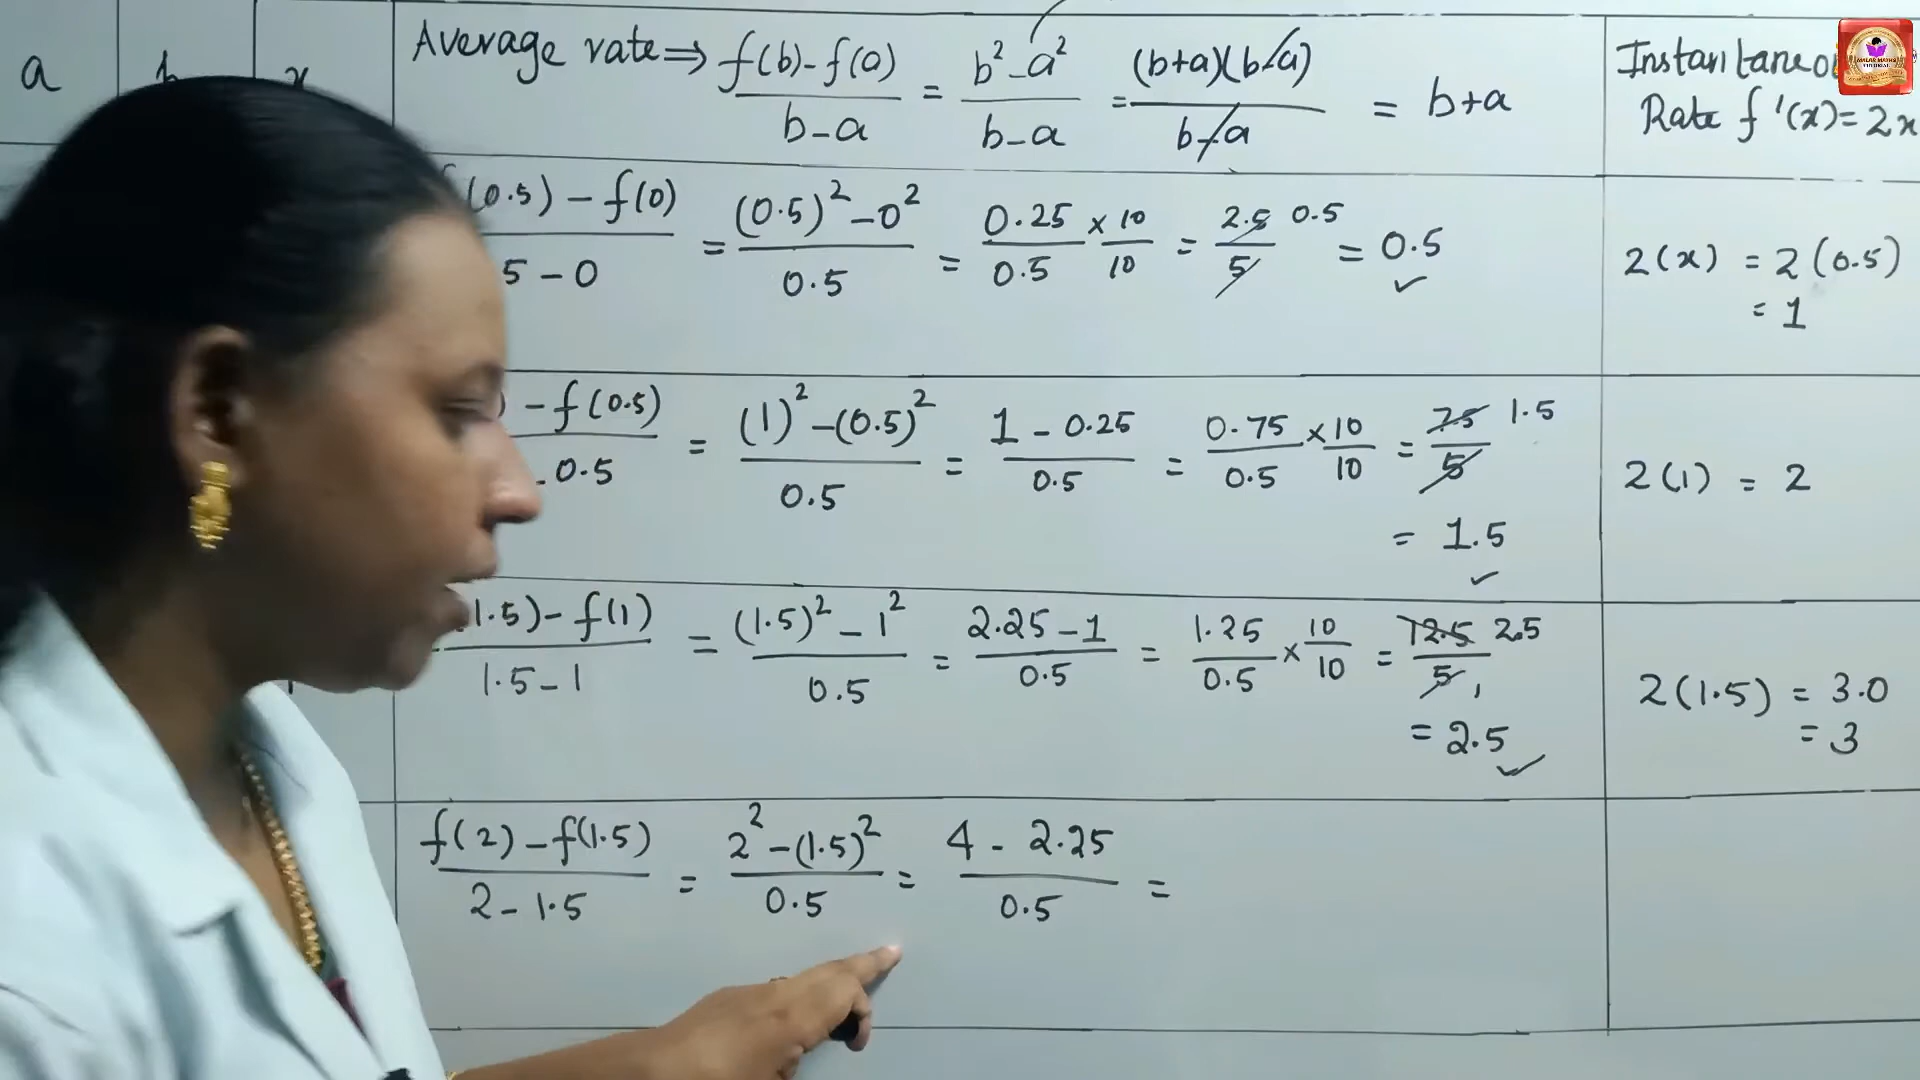 a b x Average rate ⇒ f(b)-f(a) / b-a = b² - a² / b-a = (b+a)(b-a) / b-a = b+a
Rate f'(x)=2x
(0.5) - f(0) / 5-0 = (0.5)² - 0² / 0.5 = 0.25 / 0.5 × 10 / 10 = 2.5 / 5 0.5 = 0.5 ✓
2(x) = 2(0.5)
= 1
) - f(0.5) / 0.5 = (1)² - (0.5)² / 0.5 = 1 - 0.25 / 0.5 = 0.75 / 0.5 × 10 / 10 = 7.5 / 5 1.5
= 1.5 ✓
2(1) = 2
(1.5) - f(1) / 1.5 - 1 = (1.5)² - 1² / 0.5 = 2.25 - 1 / 0.5 = 1.25 / 0.5 × 10 / 10 = 12.5 / 5 2.5
= 2.5 ✓
2(1.5) = 3.0
= 3
f(2) - f(1.5) / 2 - 1.5 = 2² - (1.5)² / 0.5 = 4 - 2.25 / 0.5 =
MALAR MATHS